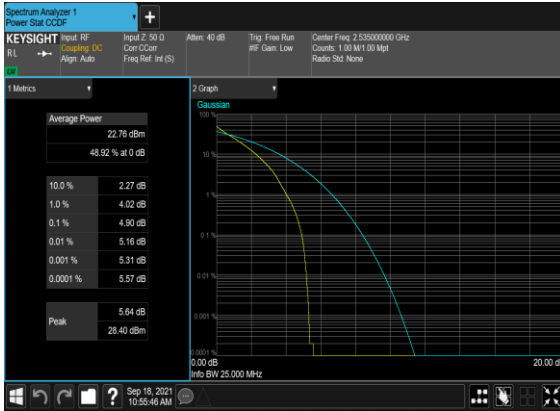 Spectrum Analyzer 1
Power Stat CCDF
+
KEYSIGHT
RL
Input: RF
Coupling: DC
Align: Auto
Input Z: 50 Ω
Corr CCorr
Freq Ref: Int (S)
Atten: 40 dB
Trig: Free Run
#IF Gain: Low
Center Freq: 2.535000000 GHz
Counts: 1.00 M/1.00 Mpt
Radio Std: None
1 Metrics
Average Power
22.76 dBm
48.92 % at 0 dB
10.0 % 2.27 dB
1.0 % 4.02 dB
0.1 % 4.90 dB
0.01 % 5.16 dB
0.001 % 5.31 dB
0.0001 % 5.57 dB
Peak
5.64 dB
28.40 dBm
2 Graph
Gaussian
100 %
10 %
1 %
0.1 %
0.01 %
0.001 %
0.0001 %
0.00 dB
20.00 d
Info BW 25.000 MHz
?
Sep 18, 2021
10:55:46 AM